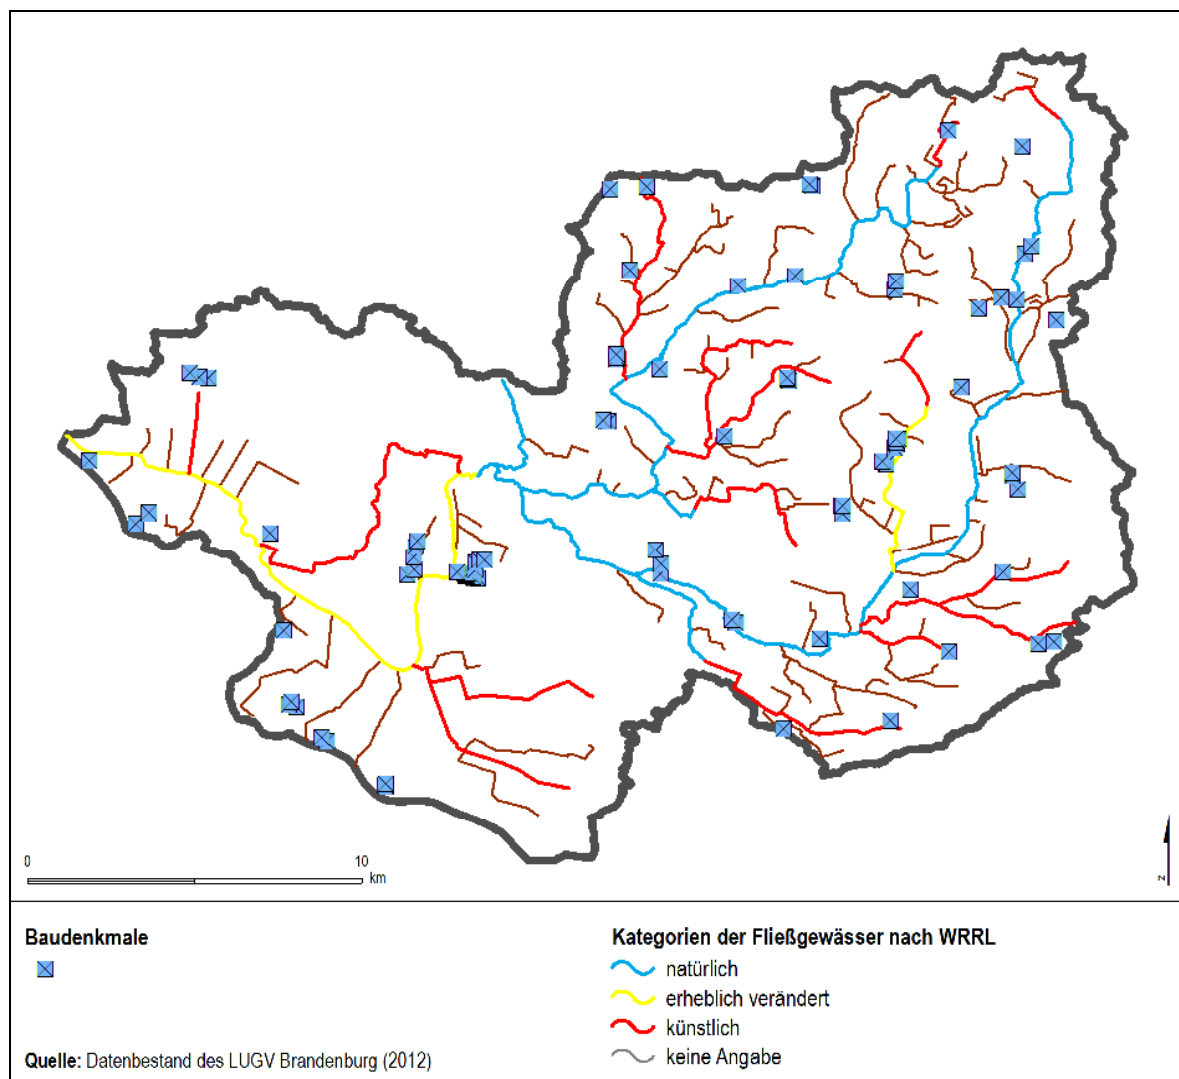 0 10
km
z
Baudenkmale
Kategorien der Fließgewässer nach WRRL
natürlich
erheblich verändert
künstlich
keine Angabe
Quelle: Datenbestand des LUGV Brandenburg (2012)